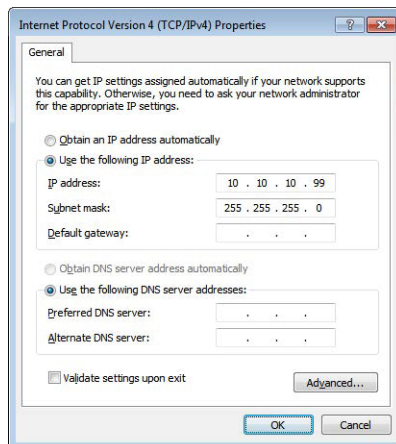 Internet Protocol Version 4 (TCP/IPv4) Properties
General
You can get IP settings assigned automatically if your network supports
this capability. Otherwise, you need to ask your network administrator
for the appropriate IP settings.
Obtain an IP address automatically
Use the following IP address:
IP address: 10 . 10 . 10 . 99
Subnet mask: 255 . 255 . 255 . 0
Default gateway: . . .
Obtain DNS server address automatically
Use the following DNS server addresses:
Preferred DNS server: . . .
Alternate DNS server: . . .
Validate settings upon exit
Advanced...
OK Cancel